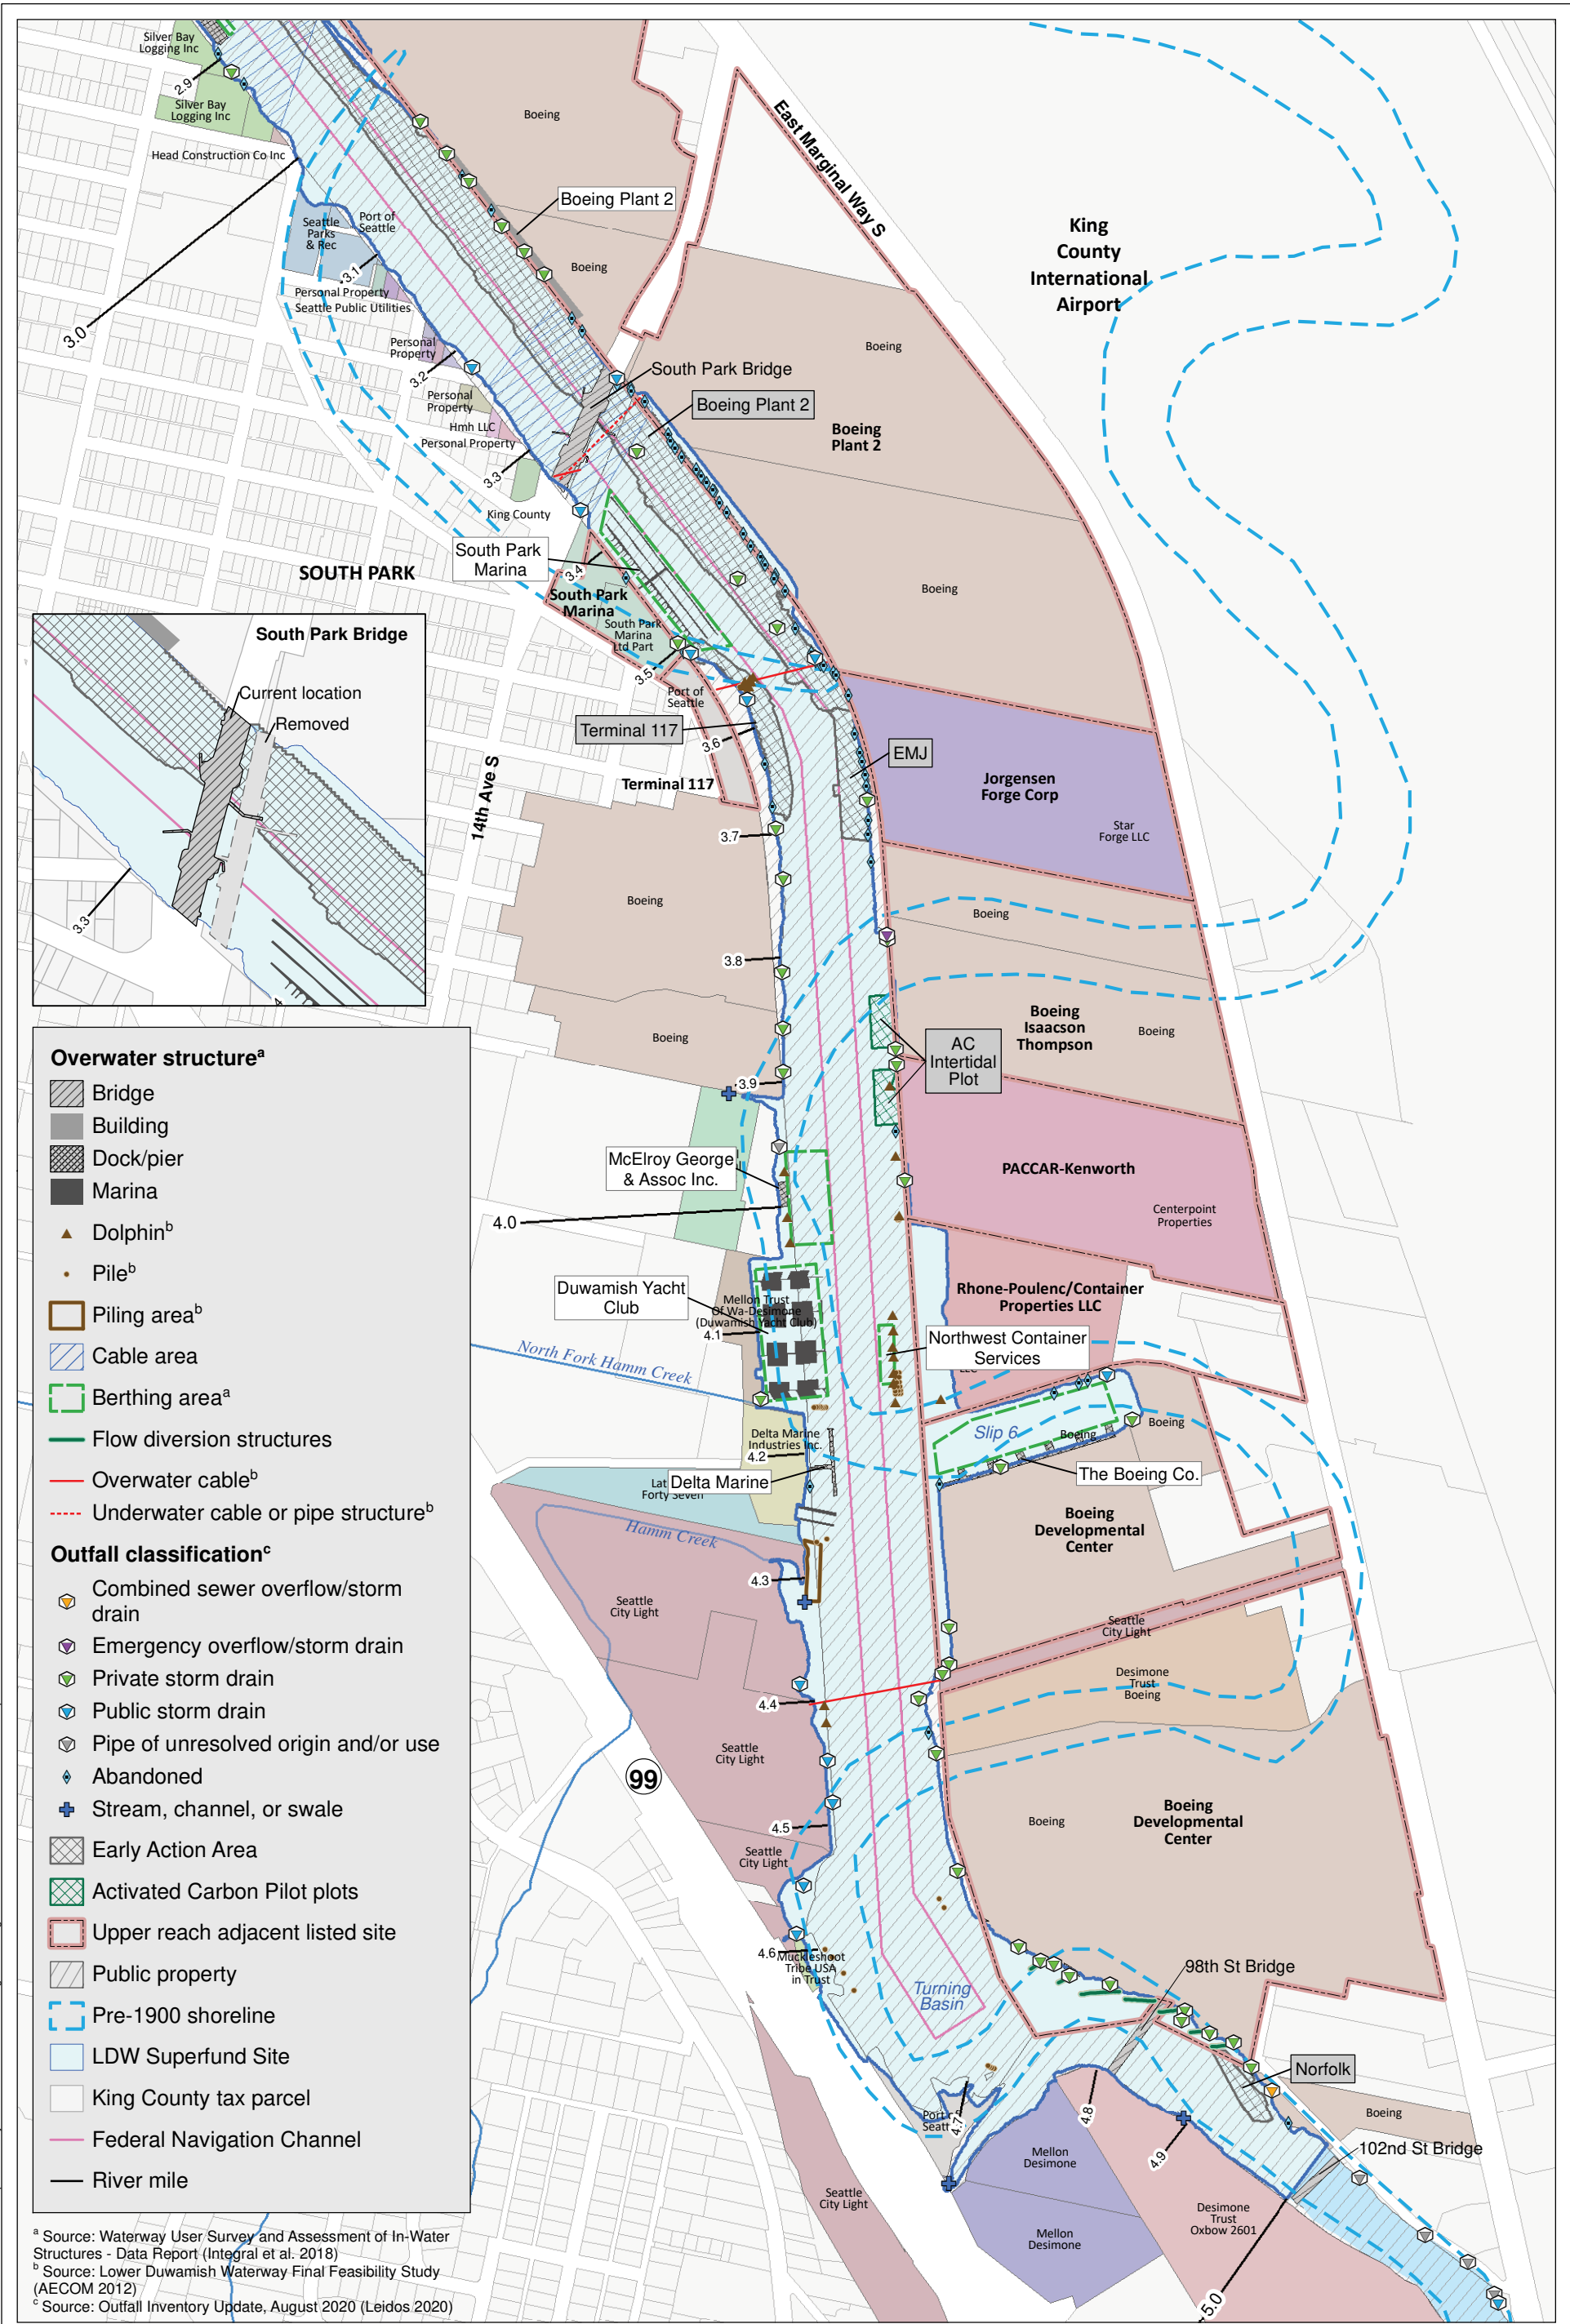 Silver Bay
Logging Inc
2.9
Silver Bay
Logging Inc
Head Construction Co Inc
3.0
Seattle
Parks
& Rec
Port of
Seattle
3.1
Personal Property
Seattle Public Utilities
Personal
Property
3.2
Personal
Property
Hmh LLC
Personal Property
3.3
King County
Boeing
Boeing Plant 2
Boeing
East Marginal Way S
King
County
International
Airport
Boeing
South Park Bridge
Boeing Plant 2
Boeing
Plant 2
Boeing
SOUTH PARK
South Park
Marina
3.4
South Park
Marina
South Park
Marina
Ltd Part
3.5
Port of
Seattle
Terminal 117
3.6
Terminal 117
14th Ave S
EMJ
Jorgensen
Forge Corp
Star
Forge LLC
3.7
Boeing
Boeing
3.8
Boeing
Boeing
Isaacson
Thompson
Boeing
AC
Intertidal
Plot
3.9
McElroy George
& Assoc Inc.
4.0
PACCAR-Kenworth
Centerpoint
Properties
Duwamish Yacht
Club
Mellon Trust
Of Wa-Desimone
(Duwamish Yacht Club)
4.1
Rhone-Poulenc/Container
Properties LLC
Northwest Container
Services
LLC
North Fork Hamm Creek
Slip 6
Boeing
Boeing
The Boeing Co.
Delta Marine
Industries Inc.
4.2
Delta Marine
Lat
Forty Seven
Hamm Creek
Boeing
Developmental
Center
4.3
Seattle
City Light
Seattle
City Light
Desimone
Trust
Boeing
4.4
Seattle
City Light
99
4.5
Seattle
City Light
Boeing
Boeing
Developmental
Center
4.6
Muckleshoot
Tribe USA
in Trust
Turning
Basin
98th St Bridge
Norfolk
Boeing
102nd St Bridge
Port of
Seattle
4.7
4.8
4.9
Mellon
Desimone
Mellon
Desimone
Desimone
Trust
Oxbow 2601
Seattle
City Light
5.0
South Park Bridge
Current location
Removed
3.3
Overwater structure^a
Bridge
Building
Dock/pier
Marina
Dolphin^b
Pile^b
Piling area^b
Cable area
Berthing area^a
Flow diversion structures
Overwater cable^b
Underwater cable or pipe structure^b
Outfall classification^c
Combined sewer overflow/storm
drain
Emergency overflow/storm drain
Private storm drain
Public storm drain
Pipe of unresolved origin and/or use
Abandoned
Stream, channel, or swale
Early Action Area
Activated Carbon Pilot plots
Upper reach adjacent listed site
Public property
Pre-1900 shoreline
LDW Superfund Site
King County tax parcel
Federal Navigation Channel
River mile
^a Source: Waterway User Survey and Assessment of In-Water
Structures - Data Report (Integral et al. 2018)
^b Source: Lower Duwamish Waterway Final Feasibility Study
(AECOM 2012)
^c Source: Outfall Inventory Update, August 2020 (Leidos 2020)